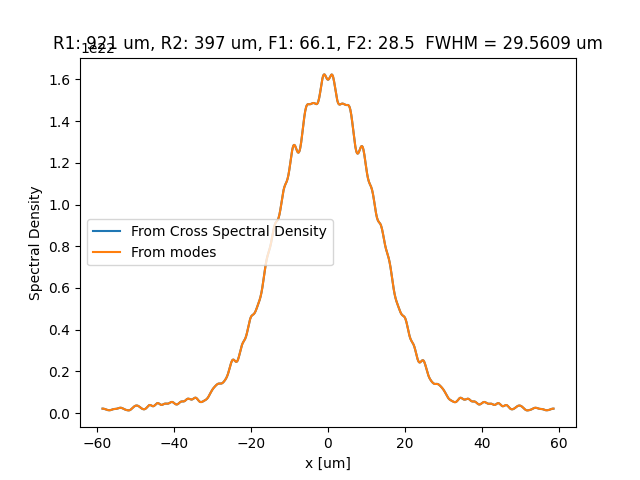 R1: 921 um, R2: 397 um, F1: 66.1, F2: 28.5  FWHM = 29.5609 um
1e22
1.6
1.4
1.2
1.0
0.8
0.6
0.4
0.2
0.0
Spectral Density
From Cross Spectral Density
From modes
−60
−40
−20
0
20
40
60
x [um]